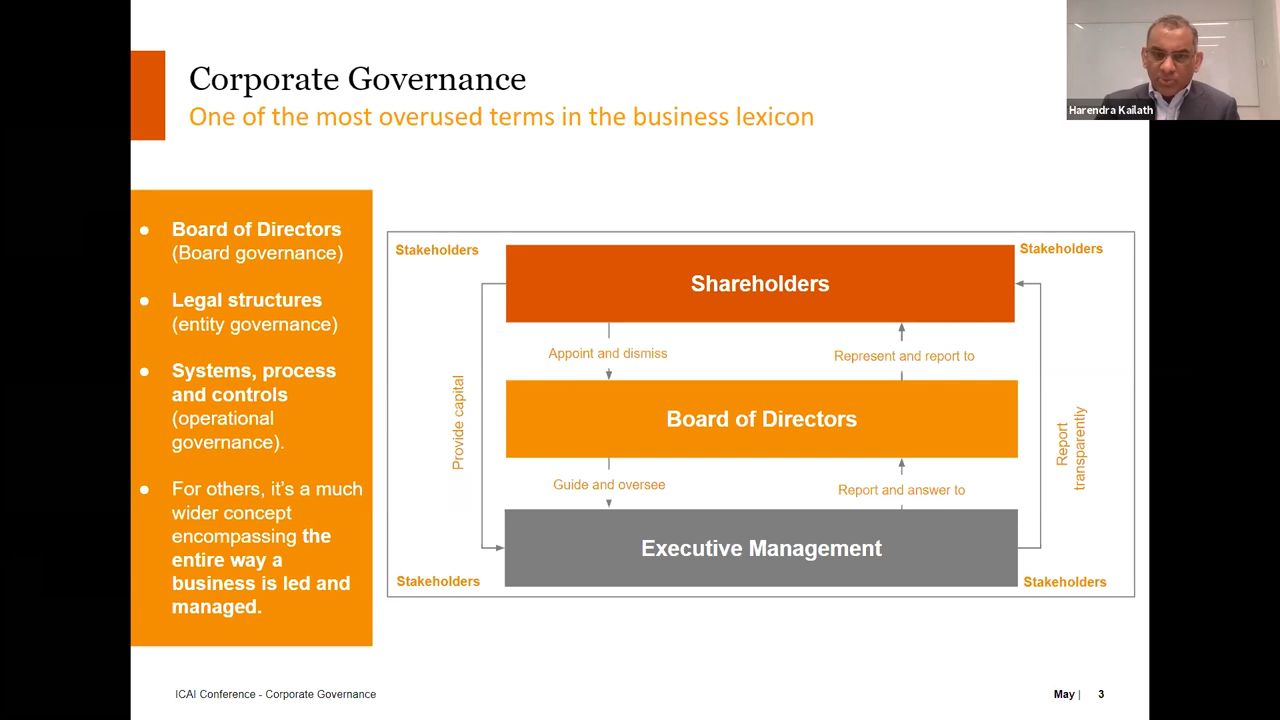 Corporate Governance
One of the most overused terms in the business lexicon
Harendra Kailath
● Board of Directors
(Board governance)
● Legal structures
(entity governance)
● Systems, process
and controls
(operational
governance).
● For others, it's a much
wider concept
encompassing the
entire way a
business is led and
managed.
Stakeholders
Stakeholders
Shareholders
Appoint and dismiss
Represent and report to
Provide capital
Board of Directors
Report
transparently
Guide and oversee
Report and answer to
Executive Management
Stakeholders
Stakeholders
ICAI Conference - Corporate Governance
May | 3